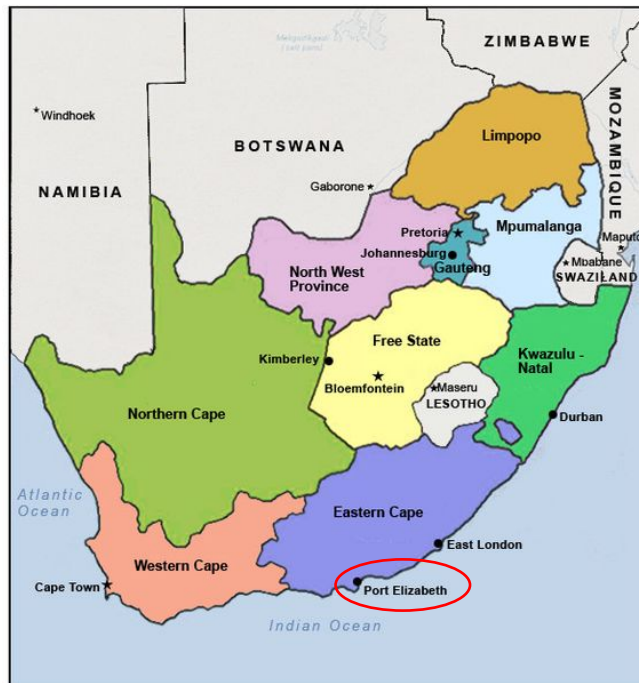 ZIMBABWE
Windhoek
BOTSWANA
Limpopo
MOZAMBIQUE
Gaborone
NAMIBIA
Pretoria
Mpumalanga
Maputo
Johannesburg
Mbabane
Gauteng
SWAZILAND
North West
Province
Free State
Kwazulu -
Natal
Kimberley
Bloemfontein
Maseru
LESOTHO
Northern Cape
Durban
Atlantic
Ocean
Eastern Cape
East London
Western Cape
Cape Town
Port Elizabeth
Indian Ocean